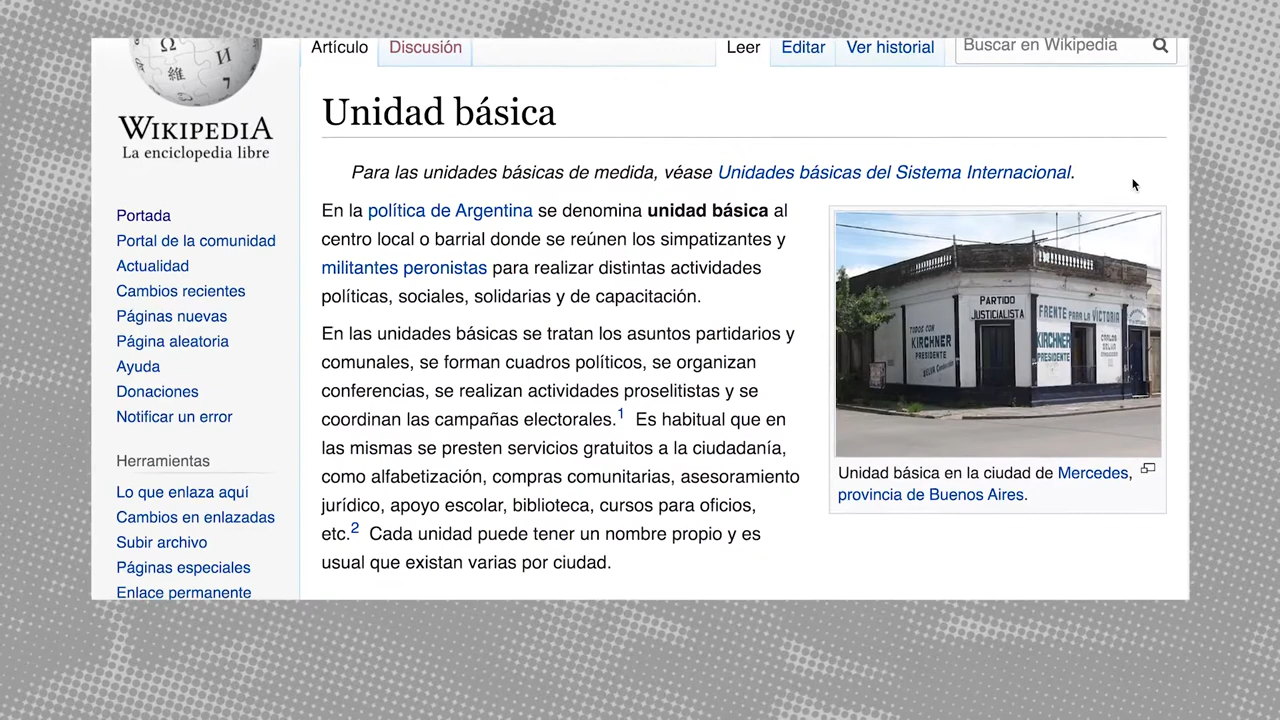 Artículo Discusión Leer Editar Ver historial Buscar en Wikipedia
Ω И
維 7
WIKIPEDIA
La enciclopedia libre
Unidad básica
Para las unidades básicas de medida, véase Unidades básicas del Sistema Internacional.
En la política de Argentina se denomina unidad básica al
centro local o barrial donde se reúnen los simpatizantes y
militantes peronistas para realizar distintas actividades
políticas, sociales, solidarias y de capacitación.
En las unidades básicas se tratan los asuntos partidarios y
comunales, se forman cuadros políticos, se organizan
conferencias, se realizan actividades proselitistas y se
coordinan las campañas electorales.1 Es habitual que en
las mismas se presten servicios gratuitos a la ciudadanía,
como alfabetización, compras comunitarias, asesoramiento
jurídico, apoyo escolar, biblioteca, cursos para oficios,
etc.2 Cada unidad puede tener un nombre propio y es
usual que existan varias por ciudad.
PARTIDO
JUSTICIALISTA
FRENTE PARA LA VICTORIA
TODOS CON
KIRCHNER
PRESIDENTE
SELVA
KIRCHNER
PRESIDENTE
CARLOS
SELVA
Unidad básica en la ciudad de Mercedes,
provincia de Buenos Aires.
Portada
Portal de la comunidad
Actualidad
Cambios recientes
Páginas nuevas
Página aleatoria
Ayuda
Donaciones
Notificar un error
Herramientas
Lo que enlaza aquí
Cambios en enlazadas
Subir archivo
Páginas especiales
Enlace permanente